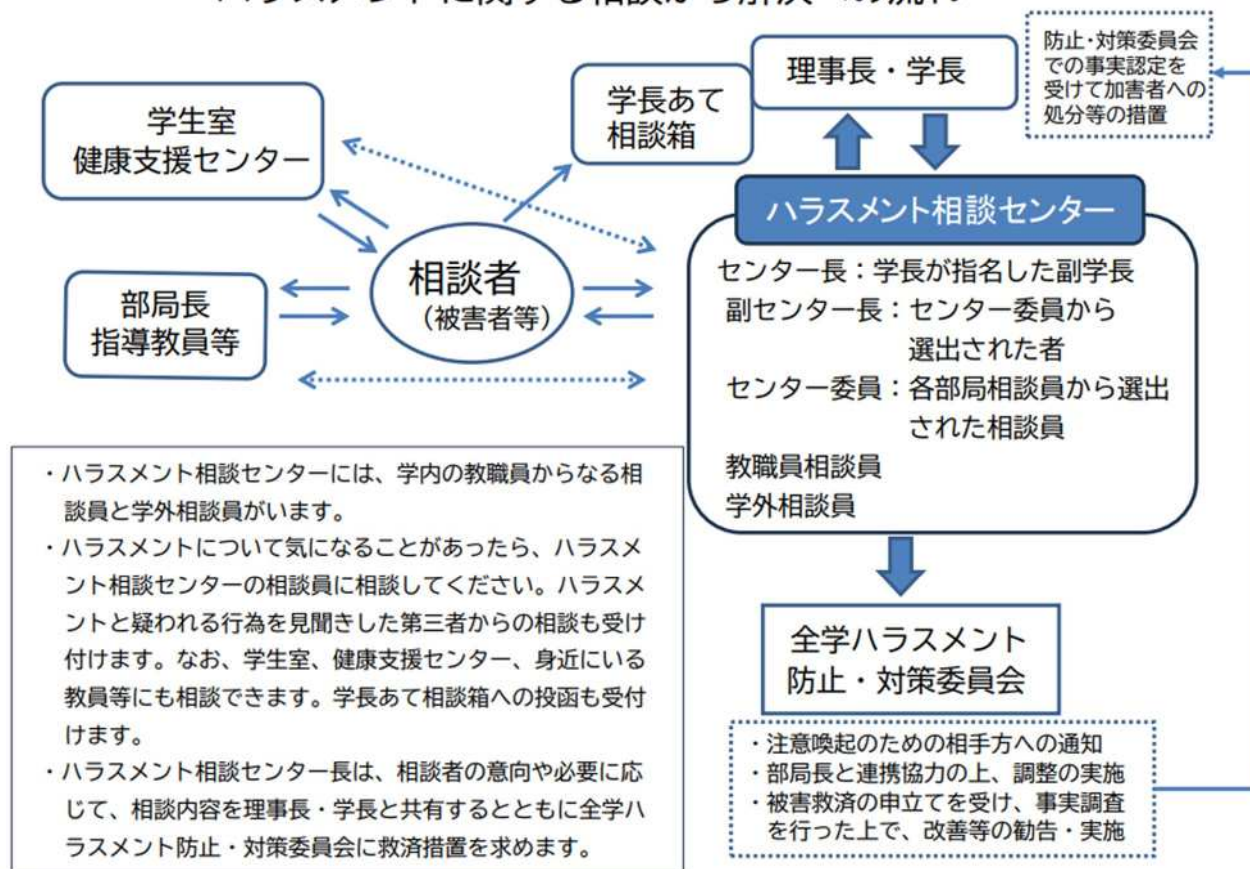 ハラスメントに関する相談から解決への流れ
防止・対策委員会
での事実認定を
受けて加害者への
処分等の措置
理事長・学長
学長あて
相談箱
学生室
健康支援センター
ハラスメント相談センター
相談者
（被害者等）
部局長
指導教員等
センター長：学長が指名した副学長
副センター長：センター委員から
選出された者
センター委員：各部局相談員から選出
された相談員
教職員相談員
学外相談員
・ハラスメント相談センターには、学内の教職員からなる相
談員と学外相談員がいます。
・ハラスメントについて気になることがあったら、ハラスメ
ント相談センターの相談員に相談してください。ハラスメ
ントと疑われる行為を見聞きした第三者からの相談も受け
付けます。なお、学生室、健康支援センター、身近にいる
教員等にも相談できます。学長あて相談箱への投函も受付
けます。
・ハラスメント相談センター長は、相談者の意向や必要に応
じて、相談内容を理事長・学長と共有するとともに全学ハ
ラスメント防止・対策委員会に救済措置を求めます。
全学ハラスメント
防止・対策委員会
・注意喚起のための相手方への通知
・部局長と連携協力の上、調整の実施
・被害救済の申立てを受け、事実調査
を行った上で、改善等の勧告・実施